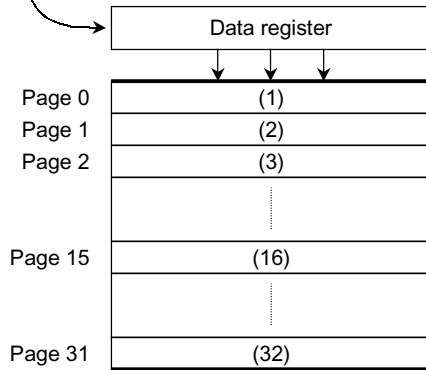 Data register
Page 0 (1)
Page 1 (2)
Page 2 (3)
Page 15 (16)
Page 31 (32)